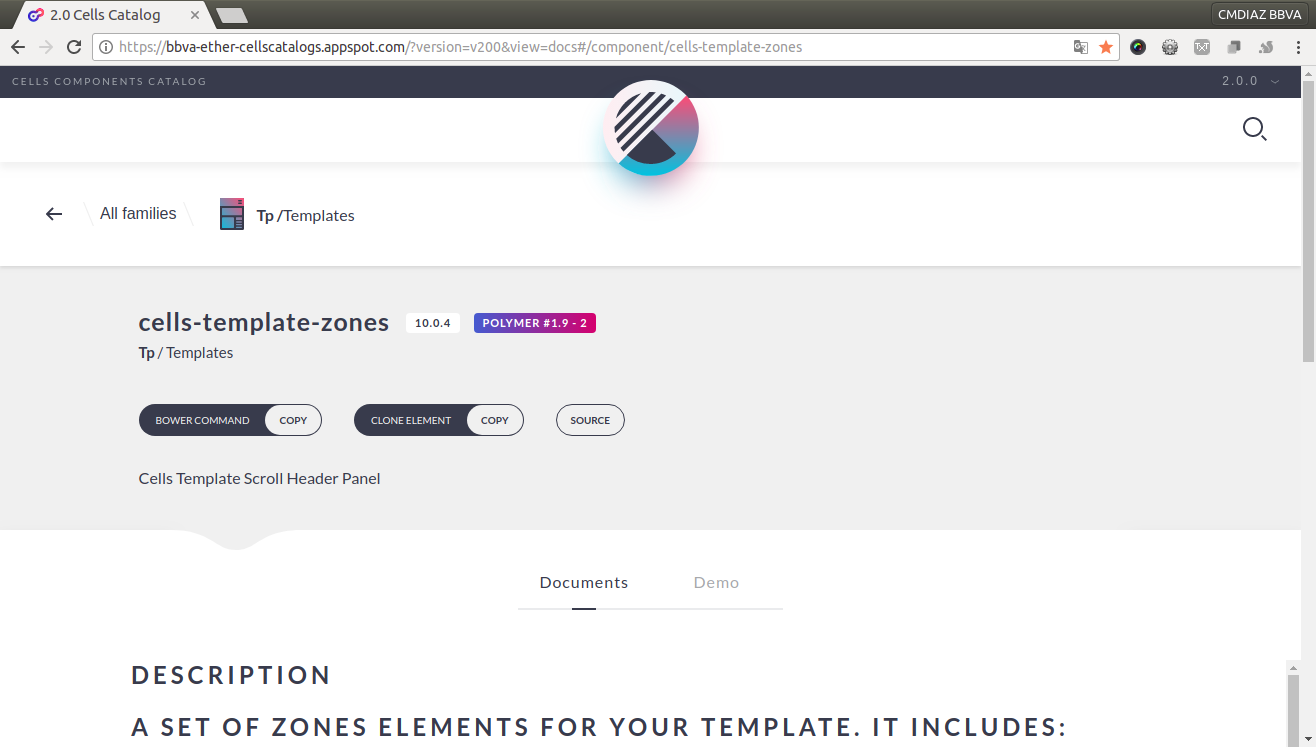 2.0 Cells Catalog
CMDIAZ BBVA
https://bbva-ether-cellscatalogs.appspot.com/?version=v200&view=docs#/component/cells-template-zones
TxT
CELLS COMPONENTS CATALOG
2.0.0
All families
Tp /Templates
cells-template-zones 10.0.4 POLYMER #1.9 - 2
Tp / Templates
BOWER COMMAND COPY CLONE ELEMENT COPY SOURCE
Cells Template Scroll Header Panel
Documents Demo
DESCRIPTION
A SET OF ZONES ELEMENTS FOR YOUR TEMPLATE. IT INCLUDES: